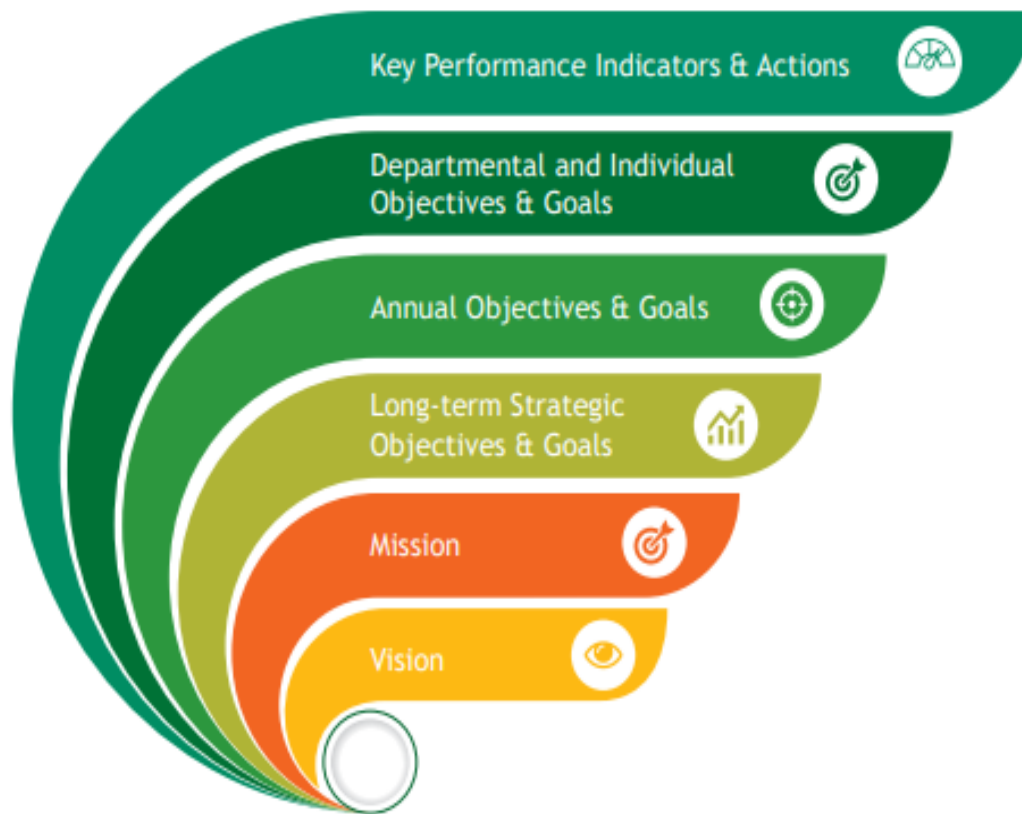 Key Performance Indicators & Actions
Departmental and Individual
Objectives & Goals
Annual Objectives & Goals
Long-term Strategic
Objectives & Goals
Mission
Vision